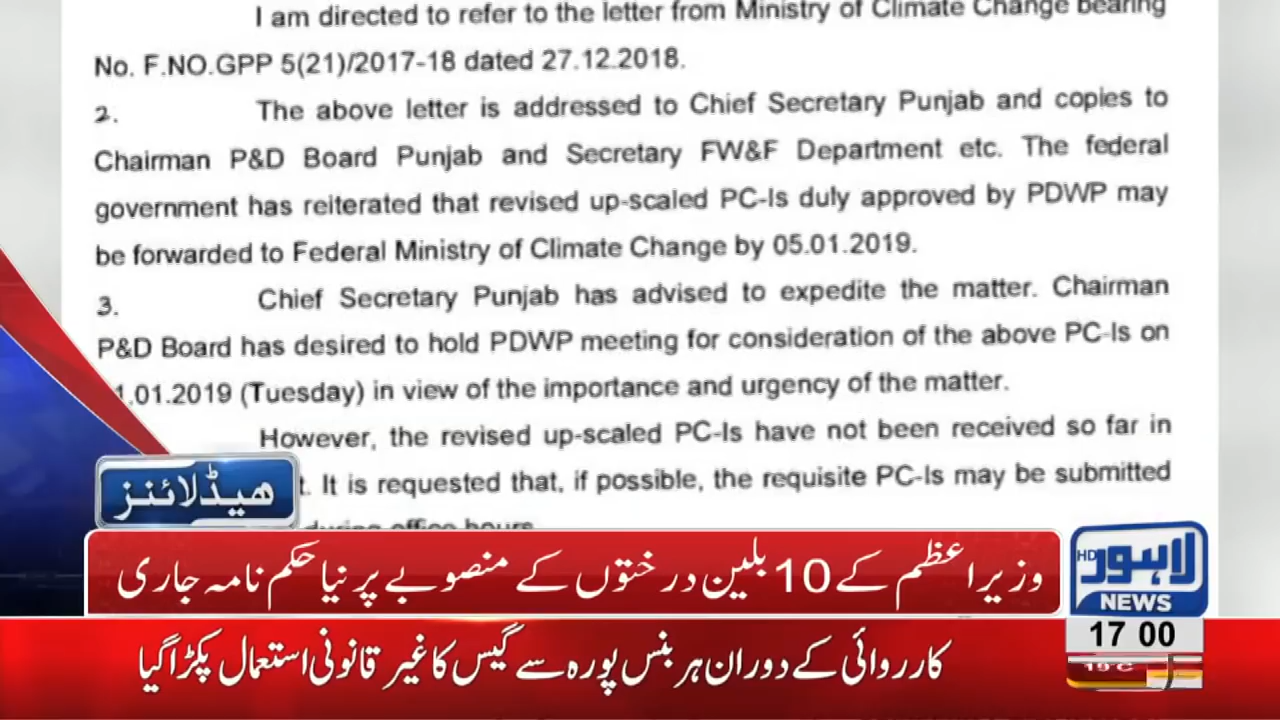 I am directed to refer to the letter from Ministry of Climate Change bearing
No. F.NO.GPP 5(21)/2017-18 dated 27.12.2018.
2. The above letter is addressed to Chief Secretary Punjab and copies to
Chairman P&D Board Punjab and Secretary FW&F Department etc. The federal
government has reiterated that revised up-scaled PC-Is duly approved by PDWP may
be forwarded to Federal Ministry of Climate Change by 05.01.2019.
3. Chief Secretary Punjab has advised to expedite the matter. Chairman
P&D Board has desired to hold PDWP meeting for consideration of the above PC-Is on
.01.2019 (Tuesday) in view of the importance and urgency of the matter.
However, the revised up-scaled PC-Is have not been received so far in
t. It is requested that, if possible, the requisite PC-Is may be submitted
during office hours.
ھیڈلائنز
وزیراعظم کے 10 بلین درختوں کے منصوبے پر نیا حکم نامہ جاری
لاہور HD
NEWS
17 00
19°C
کارروائی کے دوران ہربنس پورہ سے گیس کا غیر قانونی استعمال پکڑا گیا